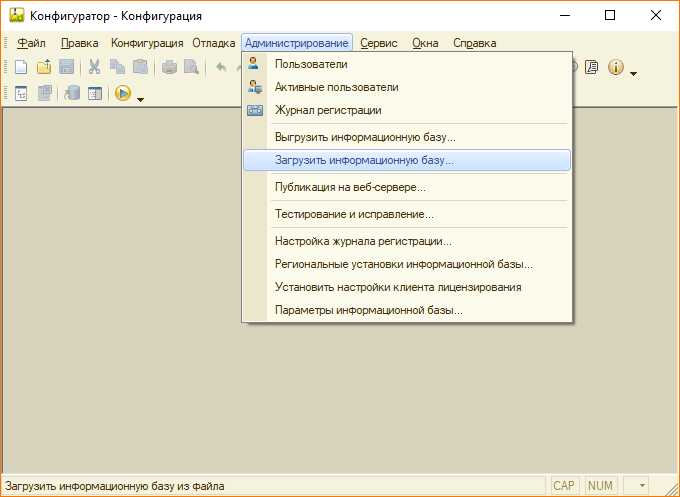 Конфигуратор - Конфигурация
Файл Правка Конфигурация Отладка Администрирование Сервис Окна Справка
Пользователи
Активные пользователи
Журнал регистрации
Выгрузить информационную базу...
Загрузить информационную базу...
Публикация на веб-сервере...
Тестирование и исправление...
Настройка журнала регистрации...
Региональные установки информационной базы...
Установить настройки клиента лицензирования
Параметры информационной базы...
Загрузить информационную базу из файла CAP NUM